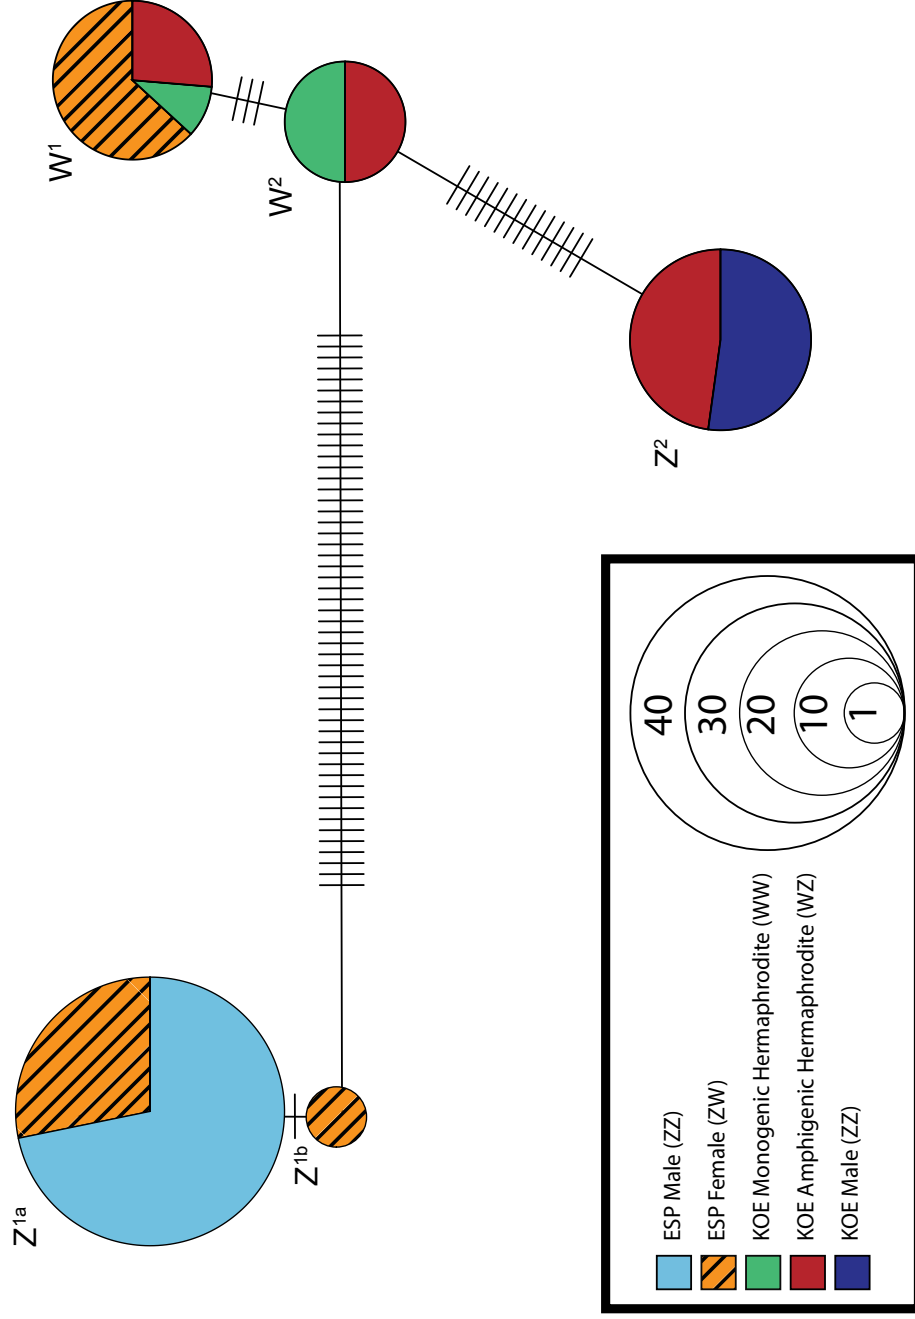 Z1a
Z1b
W1
W2
Z2
ESP Male (ZZ)
ESP Female (ZW)
KOE Monogenic Hermaphrodite (WW)
KOE Amphigenic Hermaphrodite (WZ)
KOE Male (ZZ)
40
30
20
10
1